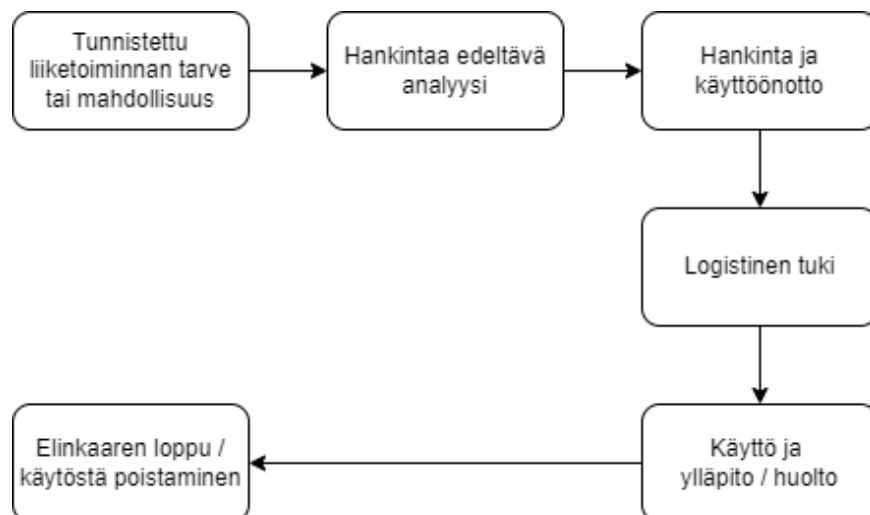 Tunnistettu
liiketoiminnan tarve
tai mahdollisuus
Hankintaa edeltävä
analyysi
Hankinta ja
käyttöönotto
Logistinen tuki
Käyttö ja
ylläpito / huolto
Elinkaaren loppu /
käytöstä poistaminen